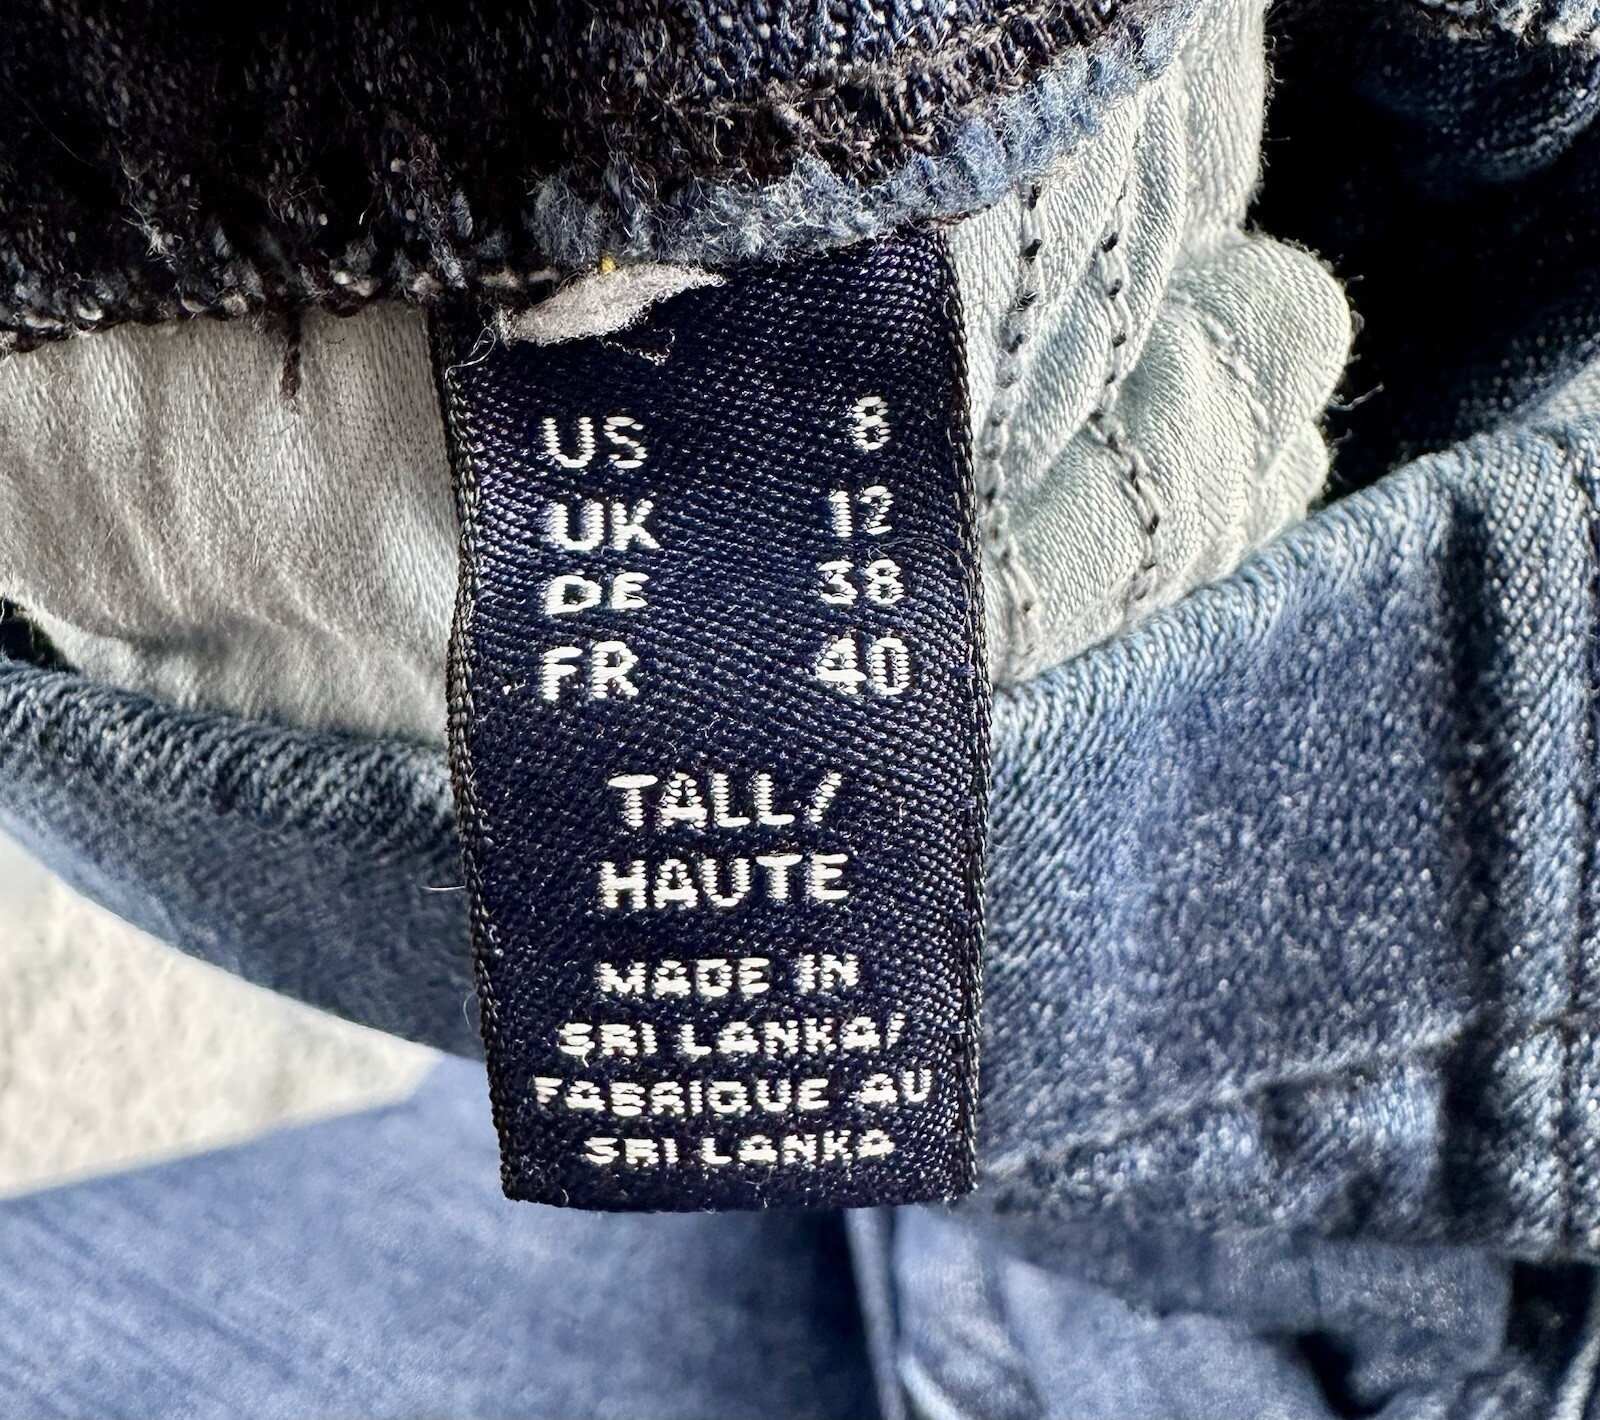 US 8
UK 12
DE 38
FR 40
TALL/
HAUTE
MADE IN
SRI LANKA/
FABRIQUE AU
SRI LANKA